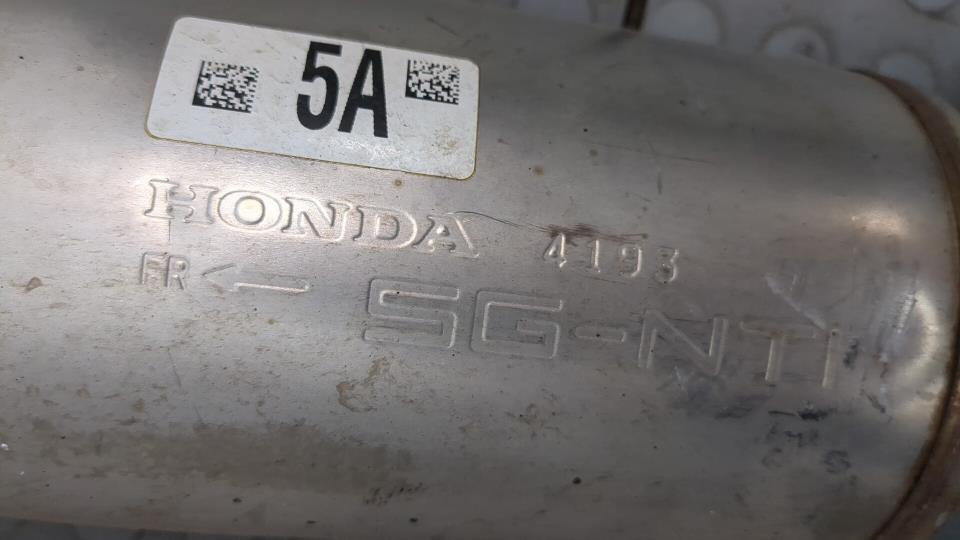 5A
HONDA 4193
FR
SG-NTI